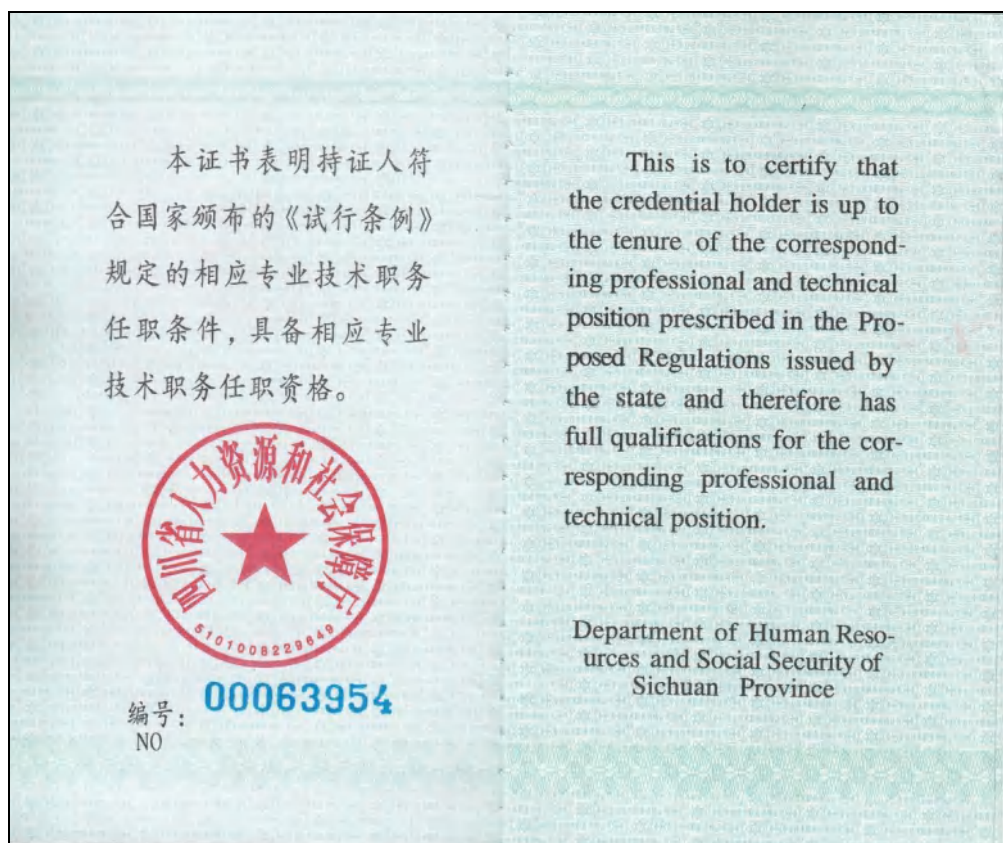 本证书表明持证人符
合国家颁布的《试行条例》
规定的相应专业技术职务
任职条件，具备相应专业
技术职务任职资格。
四川省人力资源和社会保障厅
5101008229649
编号： 00063954
NO
This is to certify that
the credential holder is up to
the tenure of the correspond-
ing professional and technical
position prescribed in the Pro-
posed Regulations issued by
the state and therefore has
full qualifications for the cor-
responding professional and
technical position.
Department of Human Reso-
urces and Social Security of
Sichuan Province